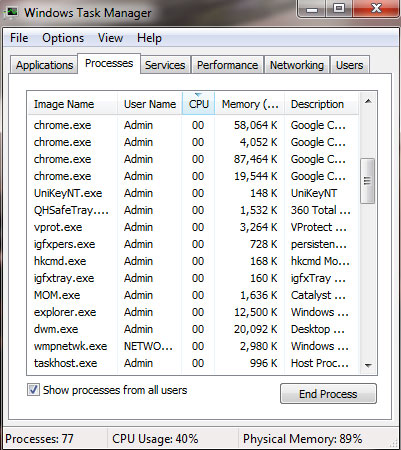 Windows Task Manager
File Options View Help
Applications Processes Services Performance Networking Users
Image Name User Name CPU Memory (... Description
chrome.exe Admin 00 58,064 K Google C...
chrome.exe Admin 00 4,052 K Google C...
chrome.exe Admin 00 87,464 K Google C...
chrome.exe Admin 00 19,544 K Google C...
UniKeyNT.exe Admin 00 148 K UniKeyNT
QHSafeTray.... Admin 00 1,532 K 360 Total ...
vprot.exe Admin 00 3,264 K VProtect ...
igfxpers.exe Admin 00 728 K persisten...
hkcmd.exe Admin 00 168 K hkcmd Mo...
igfxtray.exe Admin 00 160 K igfxTray ...
MOM.exe Admin 00 1,636 K Catalyst ...
explorer.exe Admin 00 12,500 K Windows ...
dwm.exe Admin 00 20,092 K Desktop ...
wmpnetwk.exe NETWO... 00 2,980 K Windows ...
taskhost.exe Admin 00 996 K Host Proc...
Show processes from all users End Process
Processes: 77 CPU Usage: 40% Physical Memory: 89%